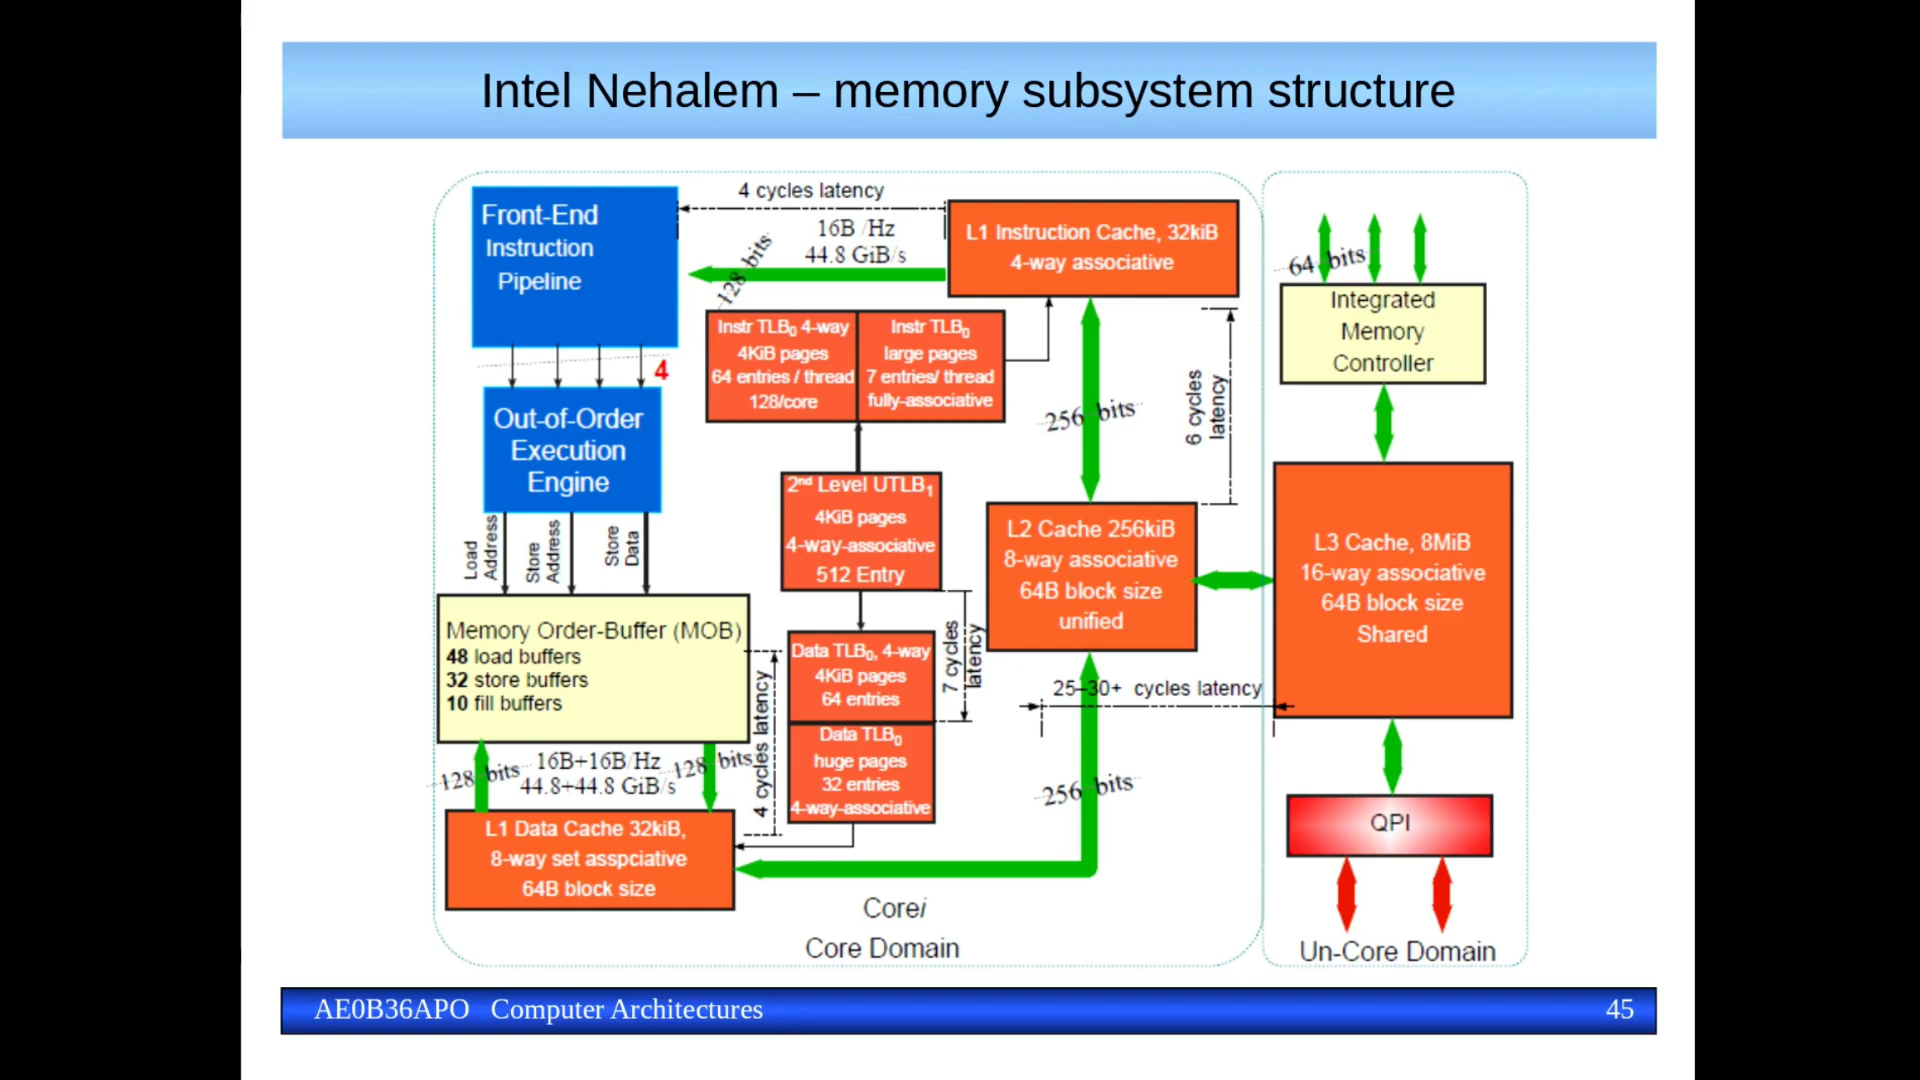 Intel Nehalem – memory subsystem structure
Front-End
Instruction
Pipeline
4 cycles latency
16B /Hz
44.8 GiB/s
128 bits
L1 Instruction Cache, 32kiB
4-way associative
64 bits
Integrated
Memory
Controller
Instr TLB0 4-way
4KiB pages
64 entries / thread
128/core
Instr TLB0
large pages
7 entries/ thread
fully-associative
4
256 bits
6 cycles
latency
Out-of-Order
Execution
Engine
Load
Address
Store
Address
Store
Data
2nd Level UTLB1
4KiB pages
4-way-associative
512 Entry
L2 Cache 256kiB
8-way associative
64B block size
unified
L3 Cache, 8MiB
16-way associative
64B block size
Shared
Memory Order-Buffer (MOB)
48 load buffers
32 store buffers
10 fill buffers
4 cycles latency
Data TLB0, 4-way
4KiB pages
64 entries
7 cycles
latency
25–30+ cycles latency
Data TLB0
huge pages
32 entries
4-way-associative
128 bits
16B+16B/Hz
44.8+44.8 GiB/s
128 bits
256 bits
QPI
L1 Data Cache 32kiB,
8-way set asspciative
64B block size
Corei
Core Domain
Un-Core Domain
AE0B36APO Computer Architectures
45